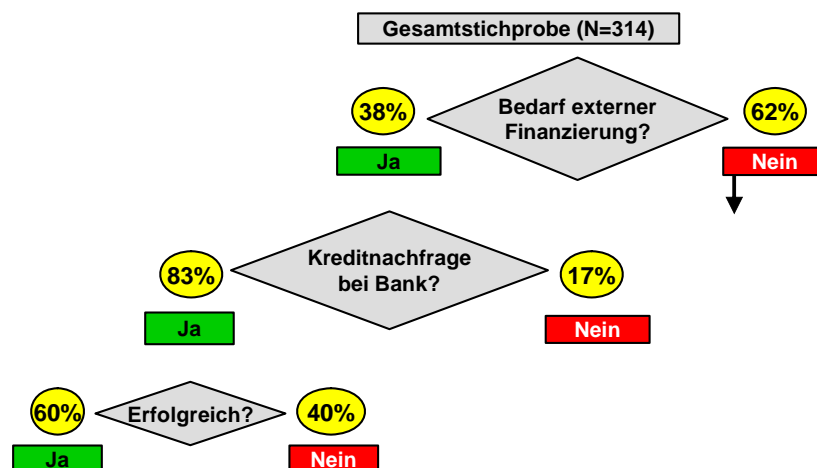 Gesamtstichprobe (N=314)
38%
Bedarf externer
Finanzierung?
62%
Ja
Nein
83%
Kreditnachfrage
bei Bank?
17%
Ja
Nein
60%
Erfolgreich?
40%
Ja
Nein